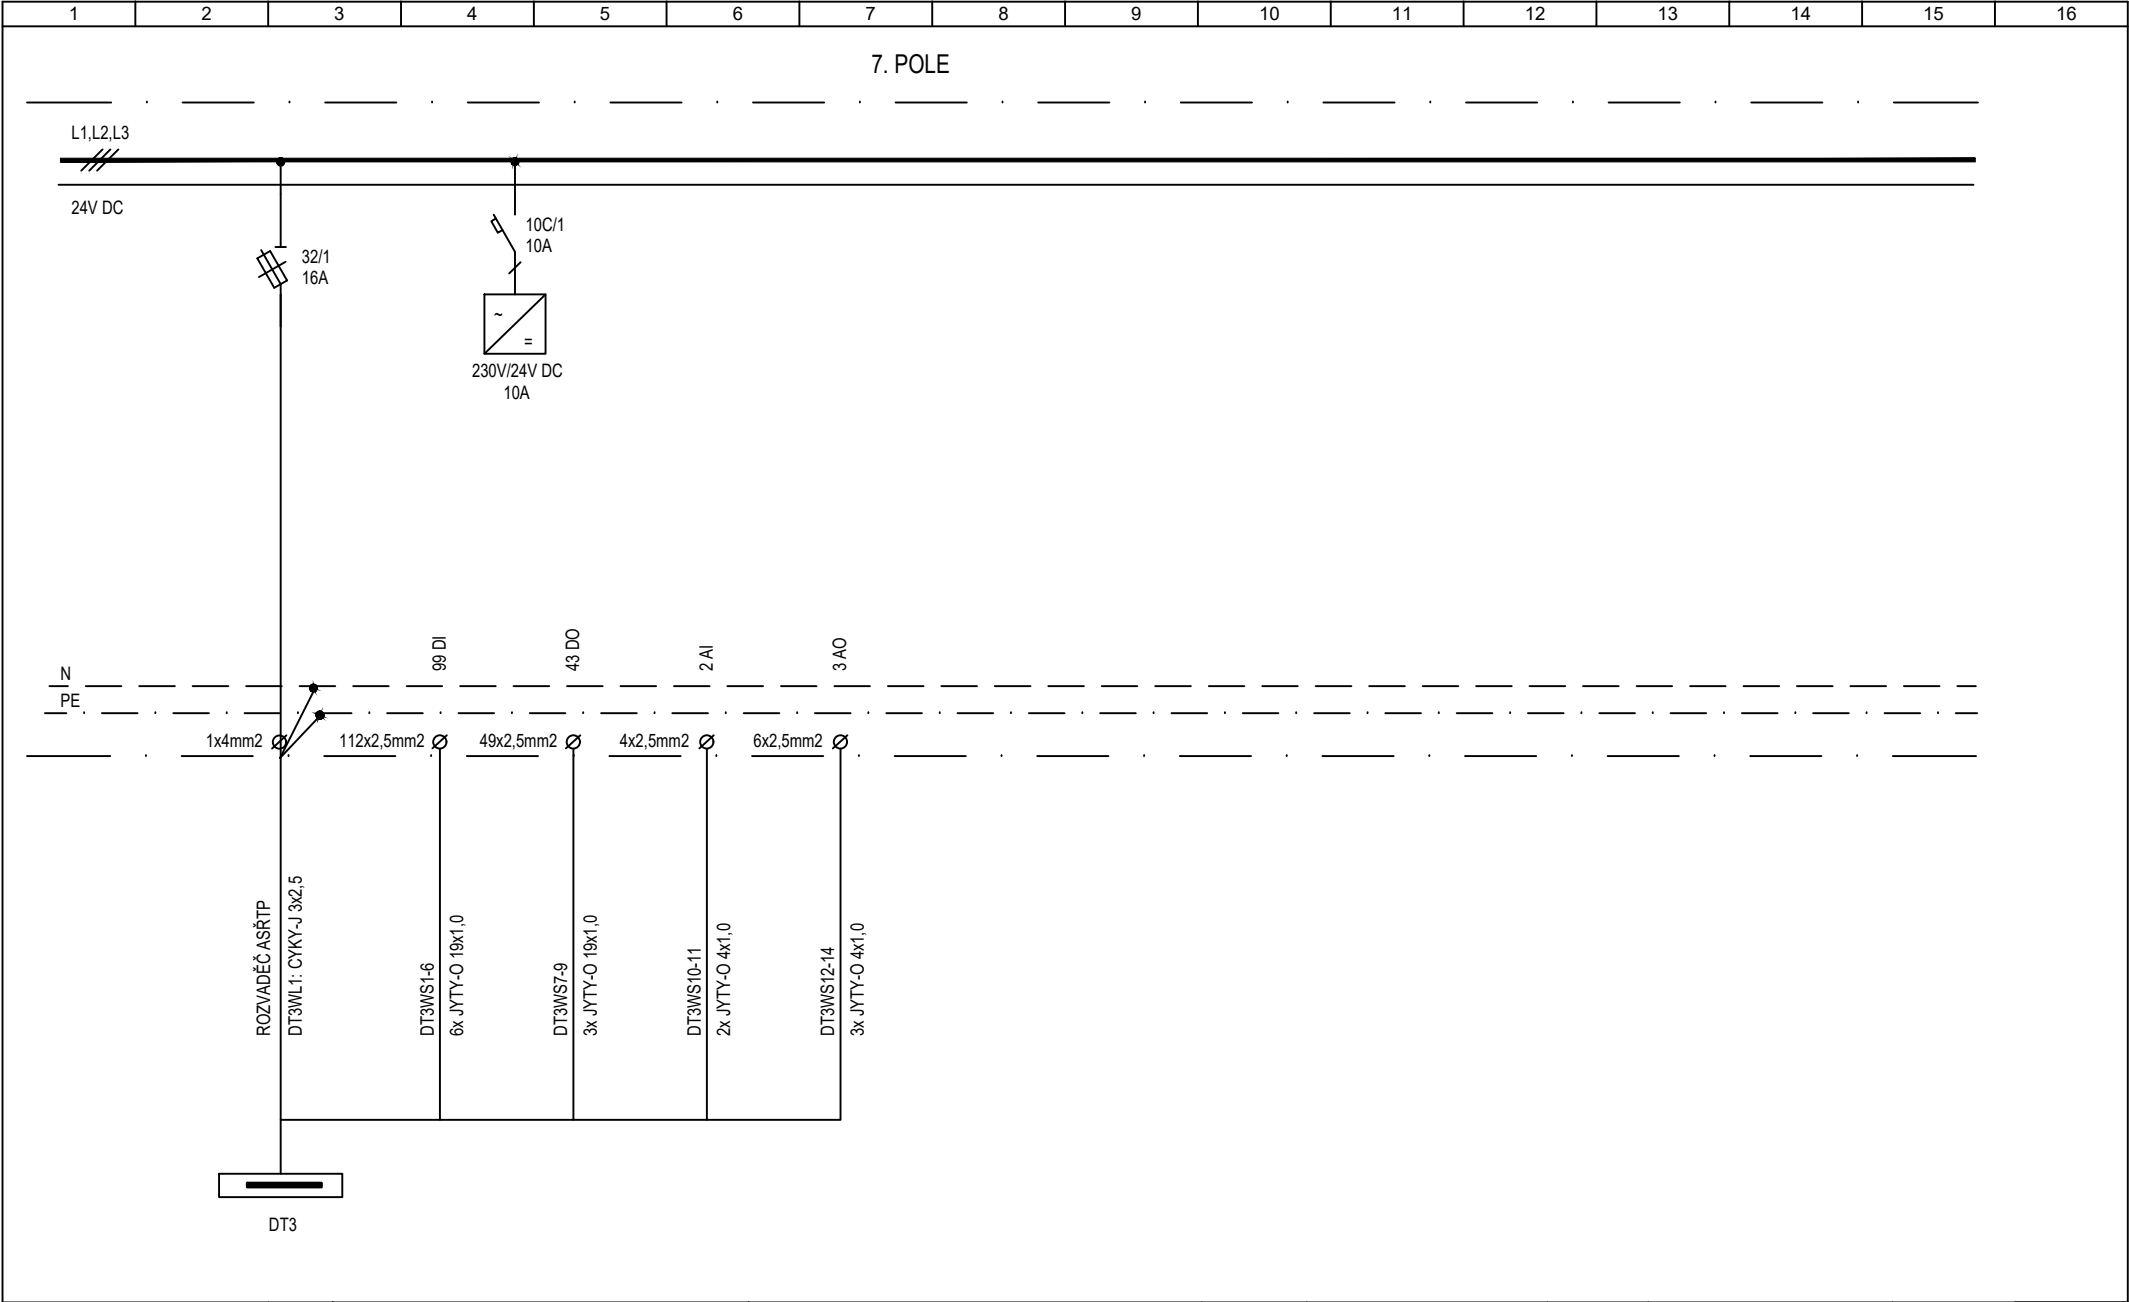 1 2 3 4 5 6 7 8 9 10 11 12 13 14 15 16
7. POLE
L1,L2,L3
24V DC
32/1
16A
10C/1
10A
~
=
230V/24V DC
10A
N
PE
99 DI
43 DO
2 AI
3 AO
1x4mm2
112x2,5mm2
49x2,5mm2
4x2,5mm2
6x2,5mm2
ROZVADĚČ ASŘTP
DT3WL1: CYKY-J 3x2,5
DT3WS1-6
6x JYTY-O 19x1,0
DT3WS7-9
3x JYTY-O 19x1,0
DT3WS10-11
2x JYTY-O 4x1,0
DT3WS12-14
3x JYTY-O 4x1,0
DT3